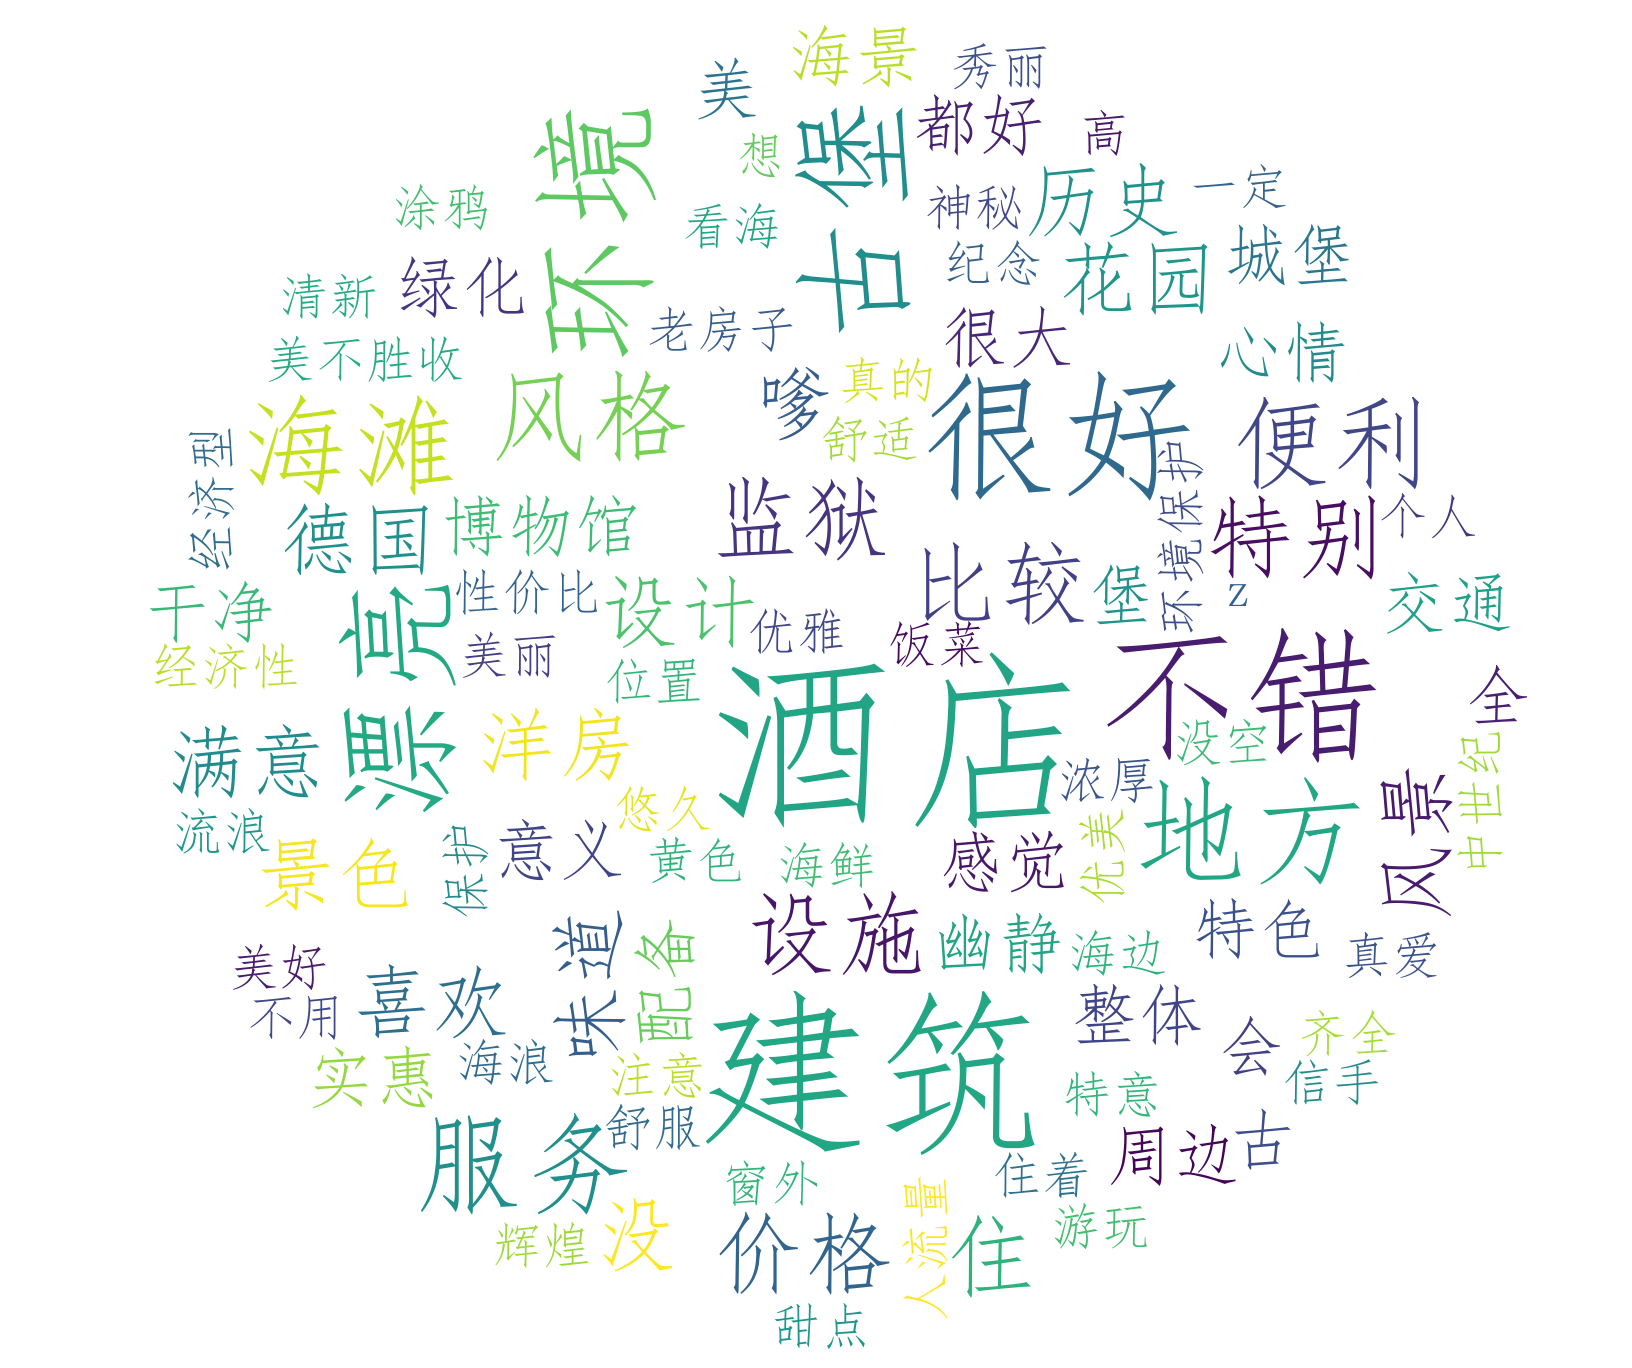 海景
秀丽
美
都好
高
想
古堡
环境
涂鸦
看海
神秘
历史
一定
清新
绿化
纪念
花园
城堡
老房子
很大
心情
美不胜收
风格
嗲
真的
舒适
很好
便利
海滩
经济型
德国
博物馆
监狱
比较
环境保护
特别
个人
干净
性价比
设计
堡
z
交通
经济性
漂亮
美丽
位置
优雅
饭菜
酒店
不错
全
满意
洋房
没空
中世纪
流浪
景色
保护
意义
悠久
黄色
海鲜
浓厚
感觉
优美
地方
风景
美好
不用
喜欢
味道
配备
设施
幽静
海边
特色
真爱
实惠
海浪
注意
建筑
整体
会
齐全
信手
特意
服务
舒服
周边
古
窗外
住着
游玩
辉煌
没
价格
人流量
住
甜点